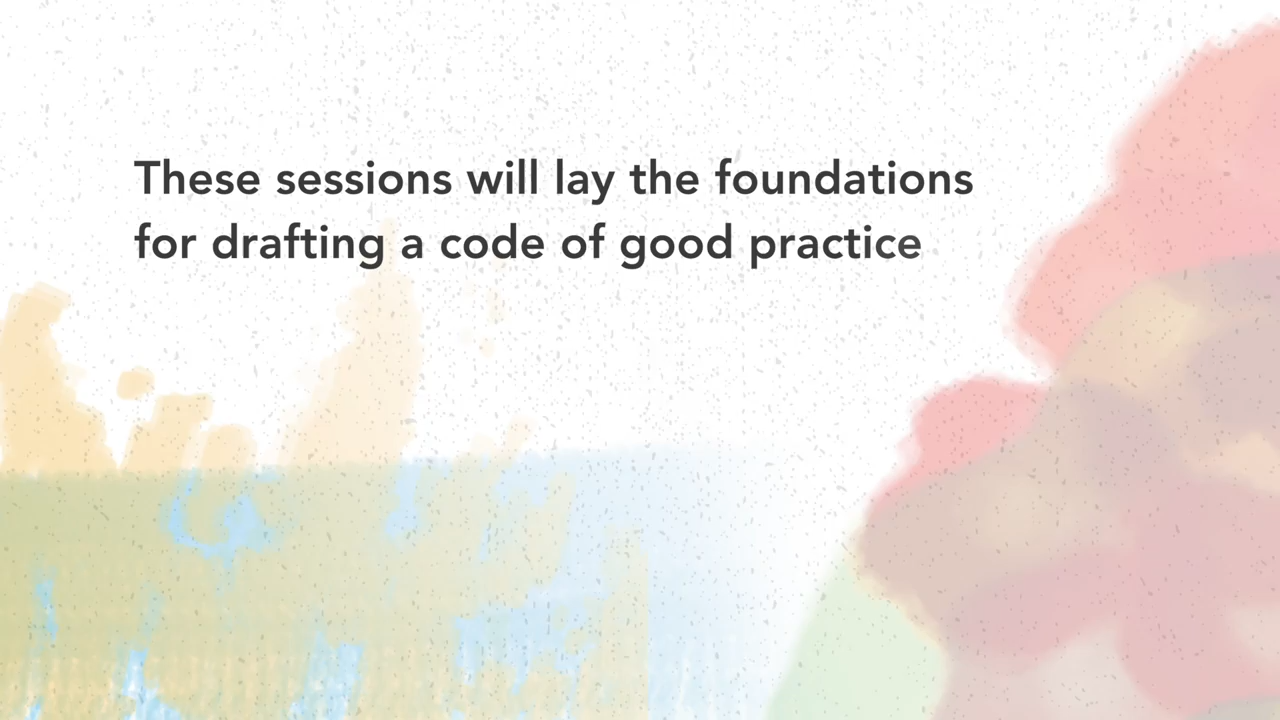 These sessions will lay the foundations
for drafting a code of good practice